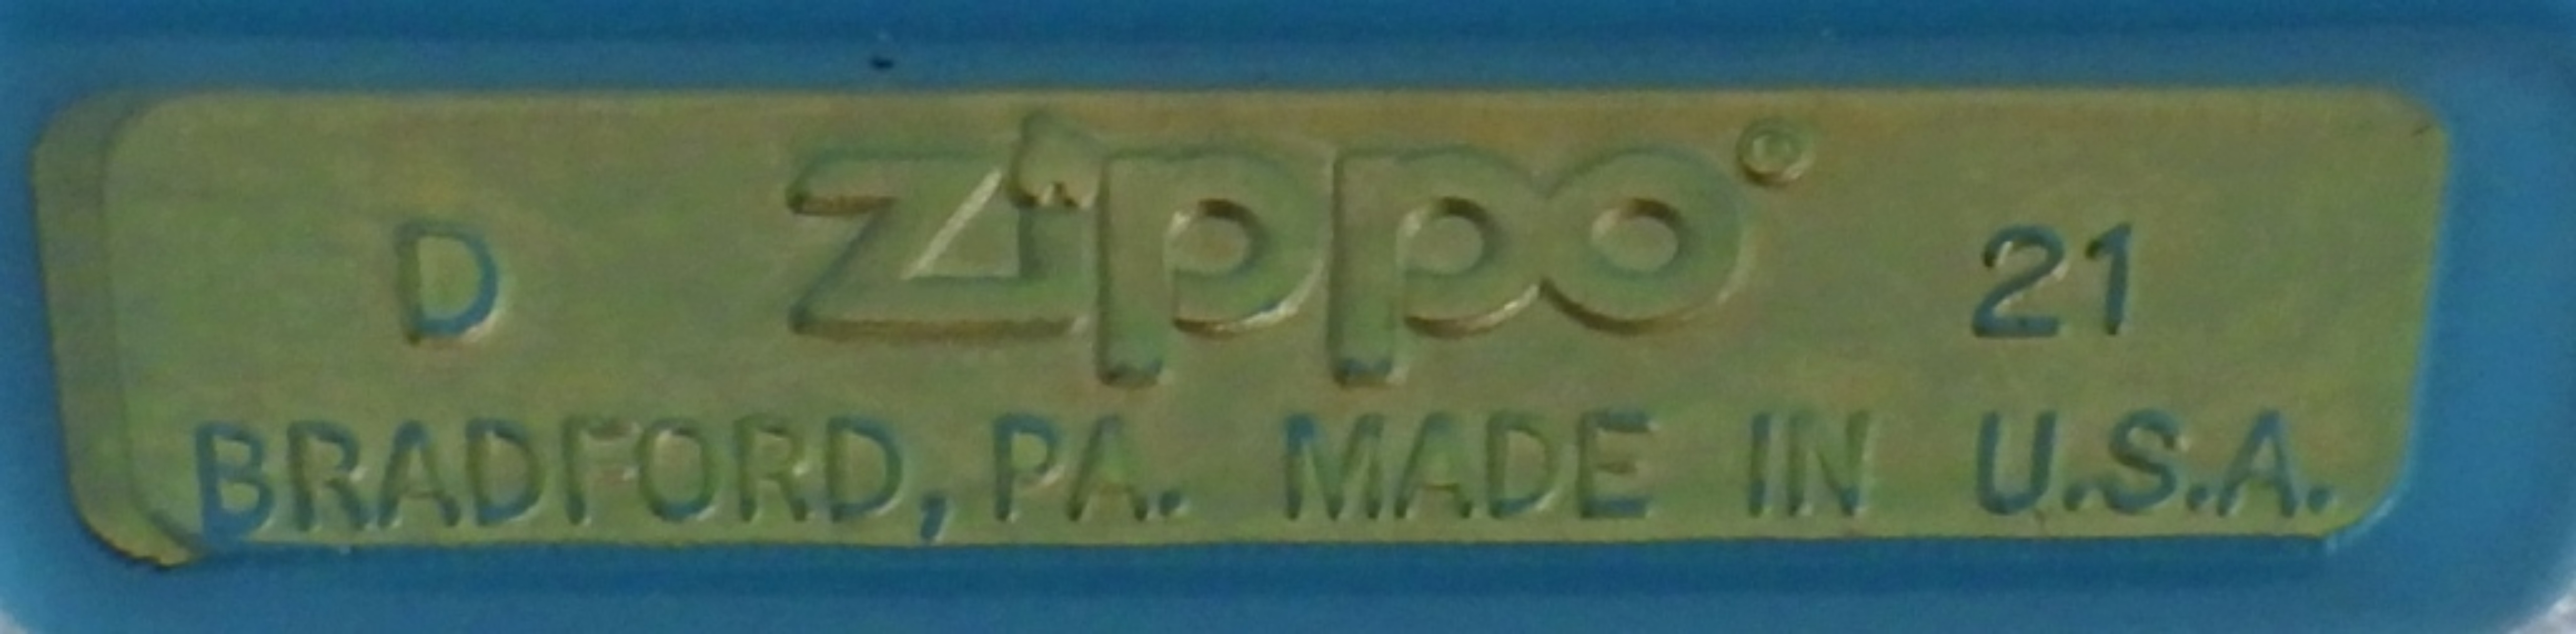 D Zippo® 21
BRADFORD, PA. MADE IN U.S.A.